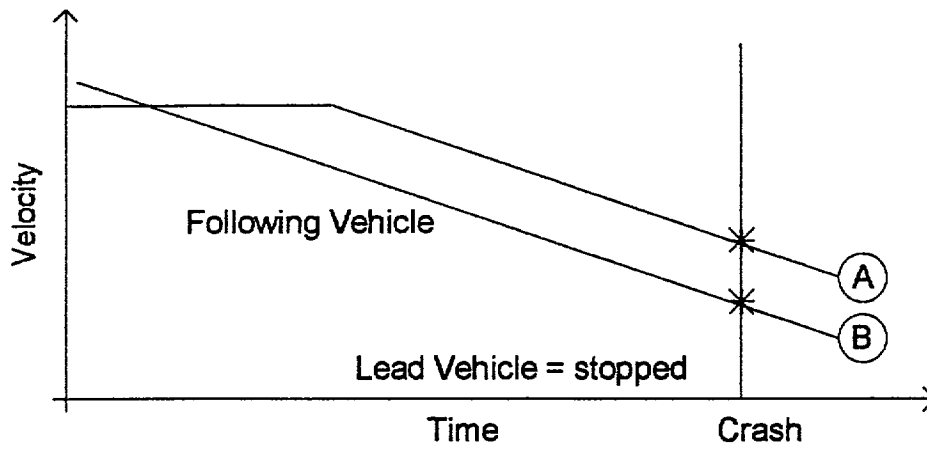 Velocity
Following Vehicle
A
B
Lead Vehicle = stopped
Time
Crash